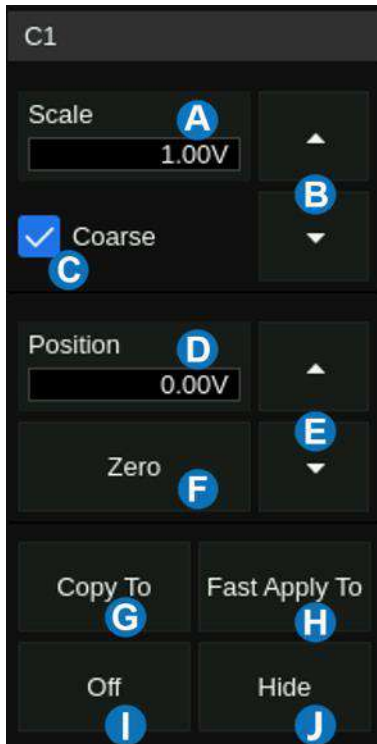 C1
Scale A
1.00V
B
Coarse
C
Position D
0.00V
E
Zero
F
Copy To Fast Apply To
G H
Off Hide
I J